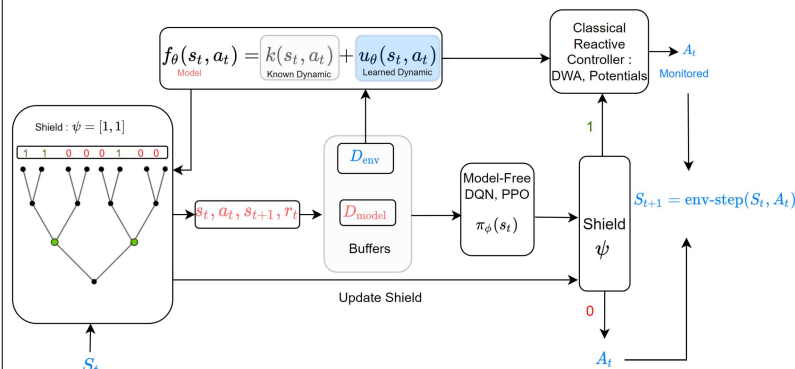 f_θ(s_t, a_t) = k(s_t, a_t) + u_θ(s_t, a_t)
Model
Known Dynamic
Learned Dynamic
Classical
Reactive
Controller :
DWA, Potentials
A_t
Monitored
Shield : ψ = [1, 1]
1 1 0 0 0 1 0 0
1
D_env
s_t, a_t, s_{t+1}, r_t
D_model
Buffers
Model-Free
DQN, PPO
π_ϕ(s_t)
Shield
ψ
S_{t+1} = env-step(S_t, A_t)
Update Shield
0
A_t
S_t